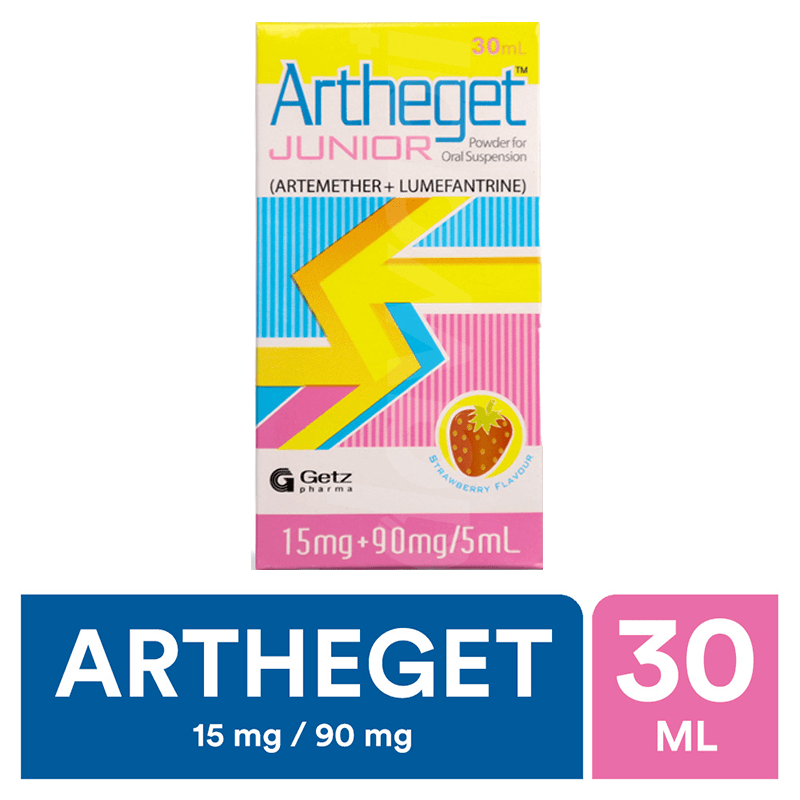 30mL
Artheget™
JUNIOR
Powder for
Oral Suspension
(ARTEMETHER + LUMEFANTRINE)
STRAWBERRY FLAVOUR
G Getz
pharma
15mg+90mg/5mL
ARTHEGET
15 mg / 90 mg
30
ML